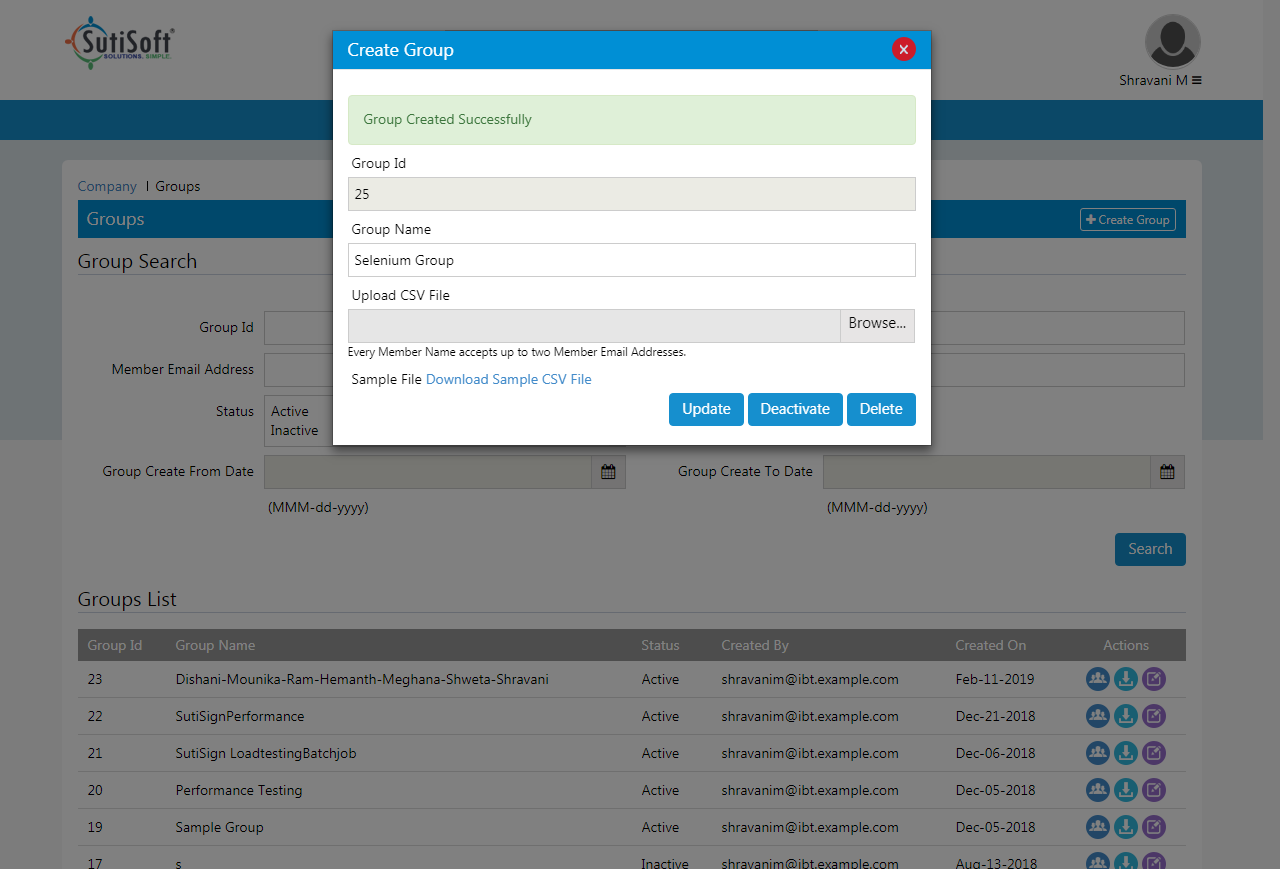 SutiSoft
SOLUTIONS. SIMPLE.
Shravani M
Create Group
Group Created Successfully
Group Id
25
Group Name
Selenium Group
Upload CSV File
Browse...
Every Member Name accepts up to two Member Email Addresses.
Sample File Download Sample CSV File
Update Deactivate Delete
Company | Groups
Groups
Create Group
Group Search
Group Id
Member Email Address
Status
Active
Inactive
Group Create From Date
(MMM-dd-yyyy)
Group Create To Date
(MMM-dd-yyyy)
Search
Groups List
Group Id Group Name Status Created By Created On Actions
23 Dishani-Mounika-Ram-Hemanth-Meghana-Shweta-Shravani Active shravanim@ibt.example.com Feb-11-2019
22 SutiSignPerformance Active shravanim@ibt.example.com Dec-21-2018
21 SutiSign LoadtestingBatchjob Active shravanim@ibt.example.com Dec-06-2018
20 Performance Testing Active shravanim@ibt.example.com Dec-05-2018
19 Sample Group Active shravanim@ibt.example.com Dec-05-2018
17 s Inactive shravanim@ibt.example.com Aug-13-2018